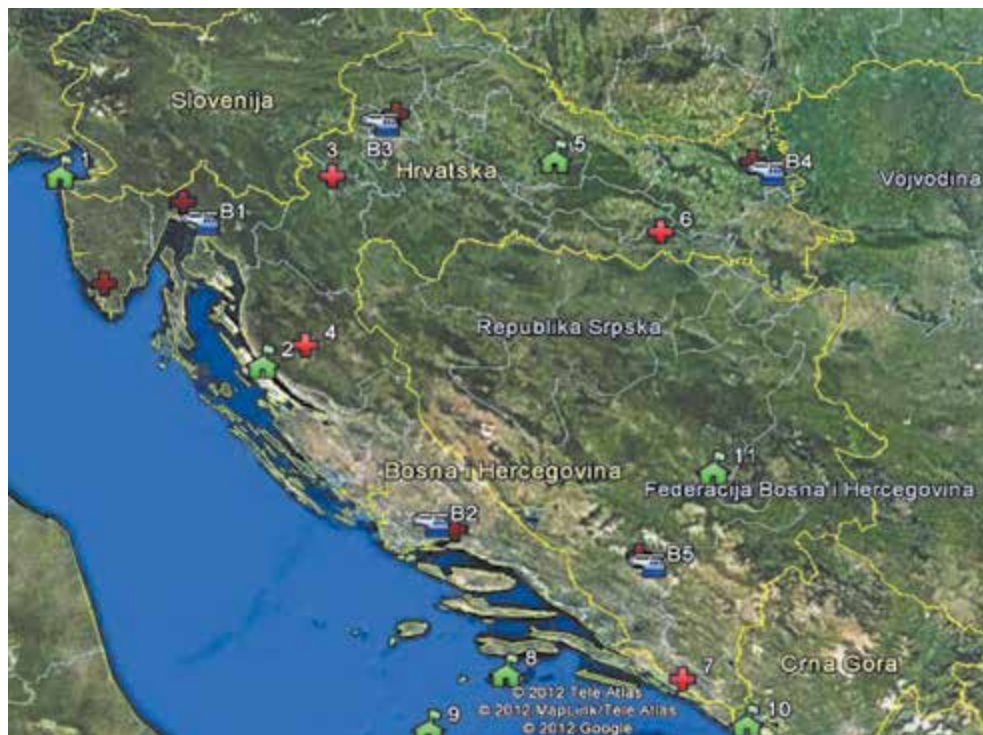 Slovenija
B3
3
Hrvatska
5
B4
Vojvodina
1
B1
6
Republika Srpska
4
2
11
Bosna i Hercegovina
Federacija Bosna i Hercegovina
B2
B5
Crna Gora
7
8
© 2012 Tele Atlas
© 2012 MapLink/Tele Atlas
© 2012 Google
9
10